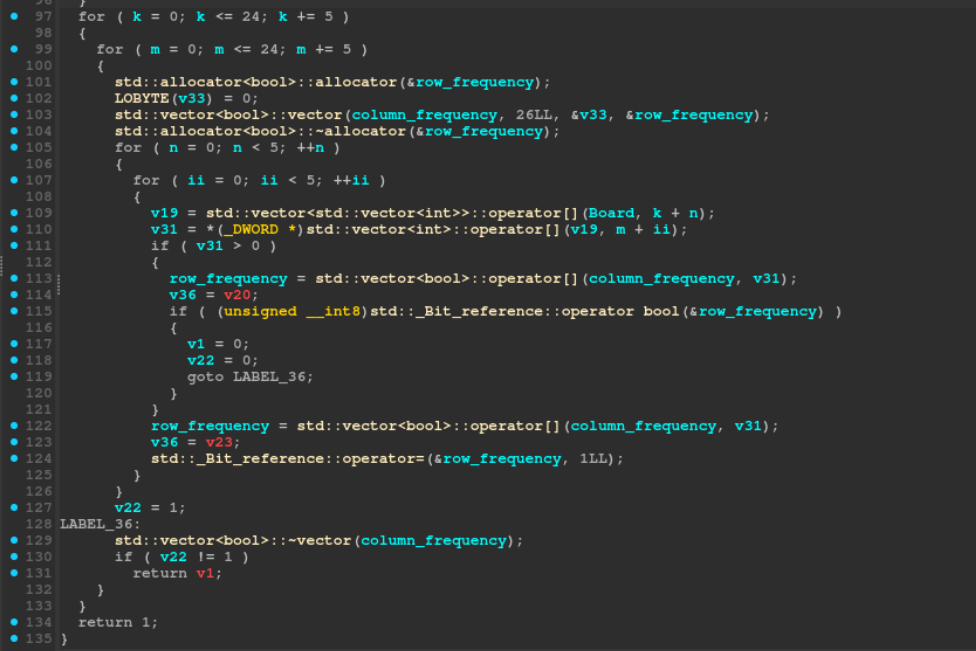 96 }
97 for ( k = 0; k <= 24; k += 5 )
98 {
99 for ( m = 0; m <= 24; m += 5 )
100 {
101 std::allocator<bool>::allocator(&row_frequency);
102 LOBYTE(v33) = 0;
103 std::vector<bool>::vector(column_frequency, 26LL, &v33, &row_frequency);
104 std::allocator<bool>::~allocator(&row_frequency);
105 for ( n = 0; n < 5; ++n )
106 {
107 for ( ii = 0; ii < 5; ++ii )
108 {
109 v19 = std::vector<std::vector<int>>::operator[](Board, k + n);
110 v31 = *(_DWORD *)std::vector<int>::operator[](v19, m + ii);
111 if ( v31 > 0 )
112 {
113 row_frequency = std::vector<bool>::operator[](column_frequency, v31);
114 v36 = v20;
115 if ( (unsigned __int8)std::_Bit_reference::operator bool(&row_frequency) )
116 {
117 v1 = 0;
118 v22 = 0;
119 goto LABEL_36;
120 }
121 }
122 row_frequency = std::vector<bool>::operator[](column_frequency, v31);
123 v36 = v23;
124 std::_Bit_reference::operator=(&row_frequency, 1LL);
125 }
126 }
127 v22 = 1;
128 LABEL_36:
129 std::vector<bool>::~vector(column_frequency);
130 if ( v22 != 1 )
131 return v1;
132 }
133 }
134 return 1;
135 }